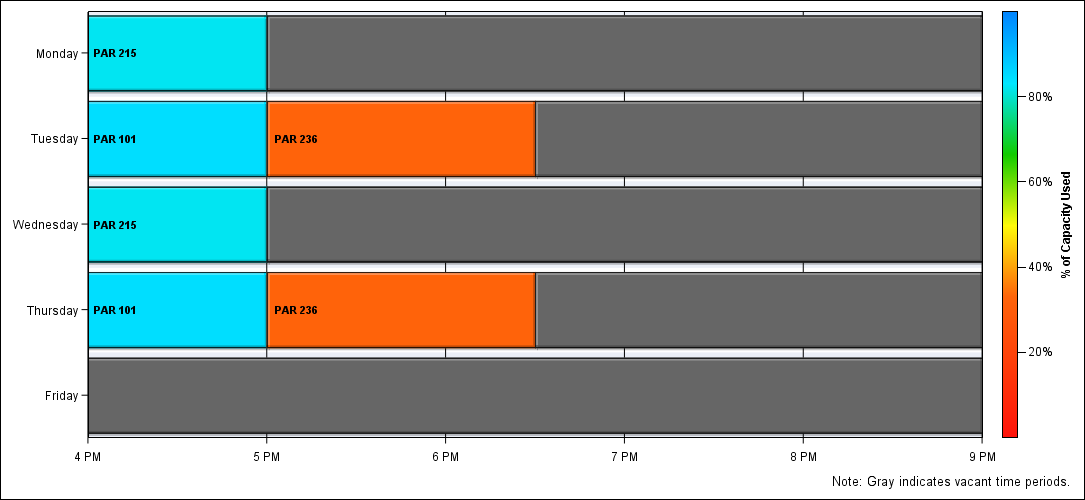 Monday
PAR 215
Tuesday
PAR 101
PAR 236
Wednesday
PAR 215
Thursday
PAR 101
PAR 236
Friday
4 PM
5 PM
6 PM
7 PM
8 PM
9 PM
80%
60%
40%
20%
% of Capacity Used
Note: Gray indicates vacant time periods.